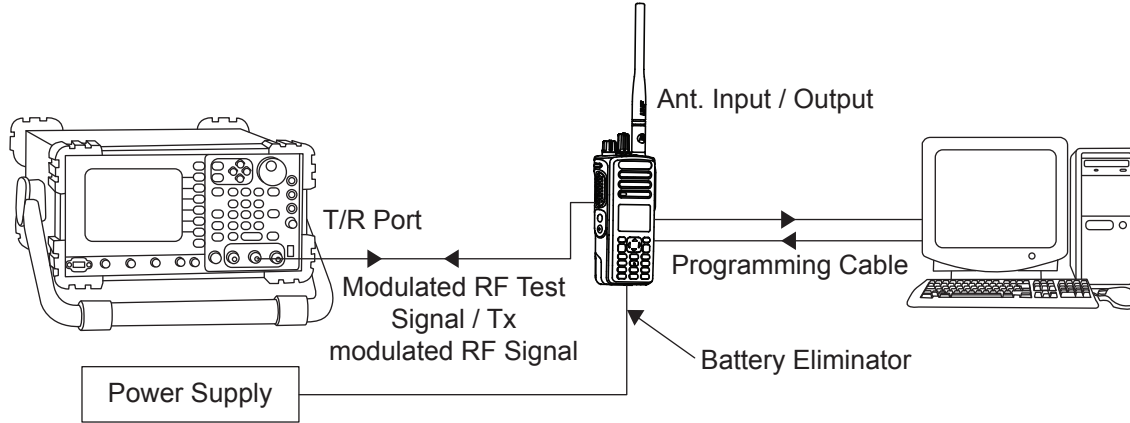 Ant. Input / Output
T/R Port
Modulated RF Test
Signal / Tx
modulated RF Signal
Programming Cable
Battery Eliminator
Power Supply